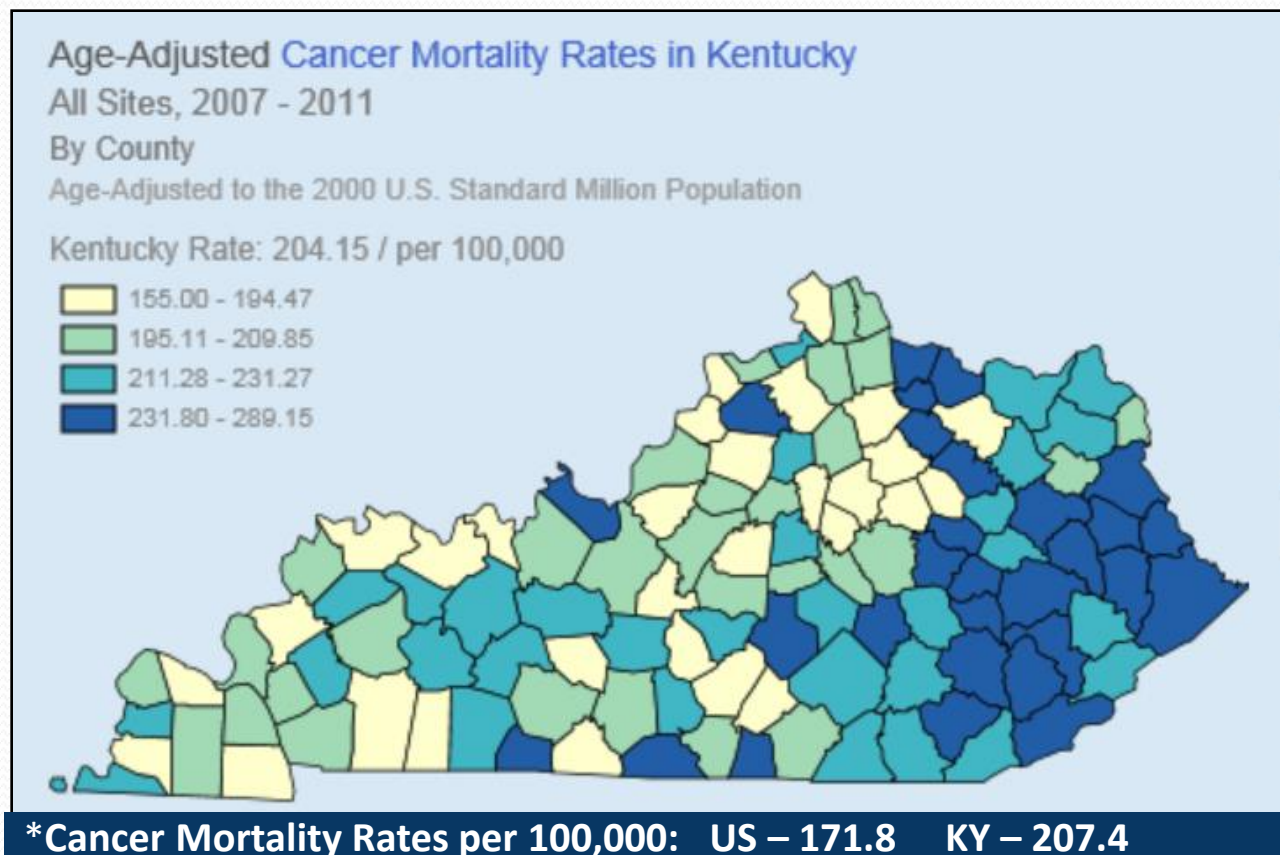 Age-Adjusted Cancer Mortality Rates in Kentucky
All Sites, 2007 - 2011
By County
Age-Adjusted to the 2000 U.S. Standard Million Population
Kentucky Rate: 204.15 / per 100,000
155.00 - 194.47
195.11 - 209.85
211.28 - 231.27
231.80 - 289.15
*Cancer Mortality Rates per 100,000: US – 171.8 KY – 207.4